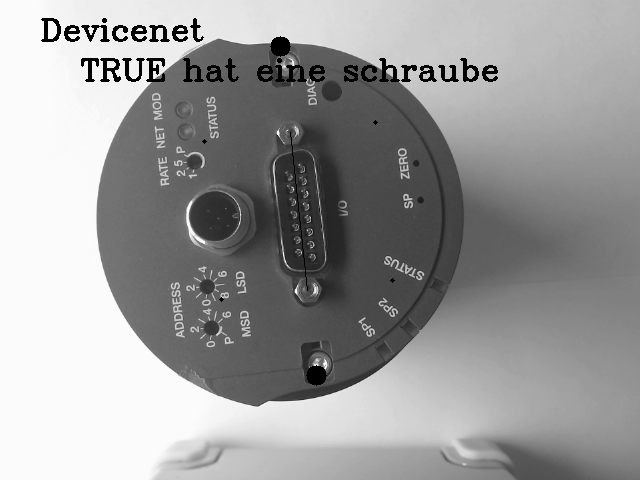 Devicenet
TRUE hat eine schraube
DIAG
MOD
NET
STATUS
RATE
1 2 5 P
ZERO
SP
I/O
STATUS
SP2
SP1
ADDRESS
0 2 4 6 8
LSD
0 2 4 6 P
MSD